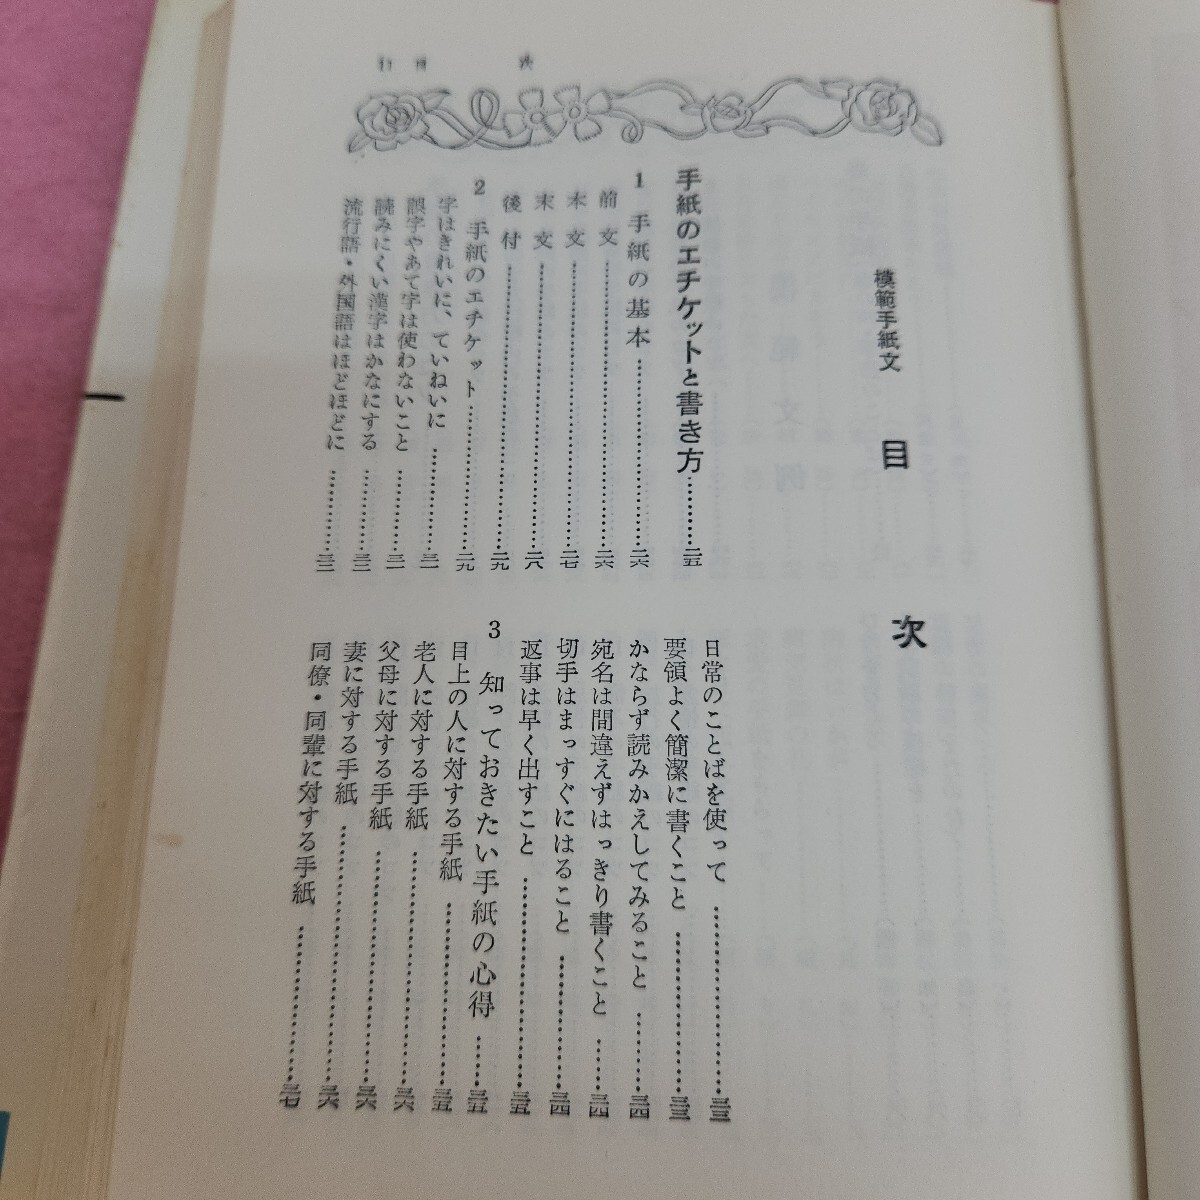 模範手紙文 目次
手紙のエチケットと書き方…………二五
1 手紙の基本…………二六
前文…………二六
本文…………二七
末文…………二八
後付…………二九
2 手紙のエチケット…………二九
字はきれいに、ていねいに…………三一
誤字やあて字は使わないこと…………三一
読みにくい漢字はかなにする…………三二
流行語・外国語はほどほどに…………三二
日常のことばを使って…………三三
要領よく簡潔に書くこと…………三三
かならず読みかえしてみること…………三四
宛名は間違えずはっきり書くこと……三四
切手はまっすぐにはること…………三四
返事は早く出すこと…………三五
3 知っておきたい手紙の心得……三五
目上の人に対する手紙…………三五
老人に対する手紙…………三六
父母に対する手紙…………三六
妻に対する手紙…………三六
同僚・同輩に対する手紙…………三七